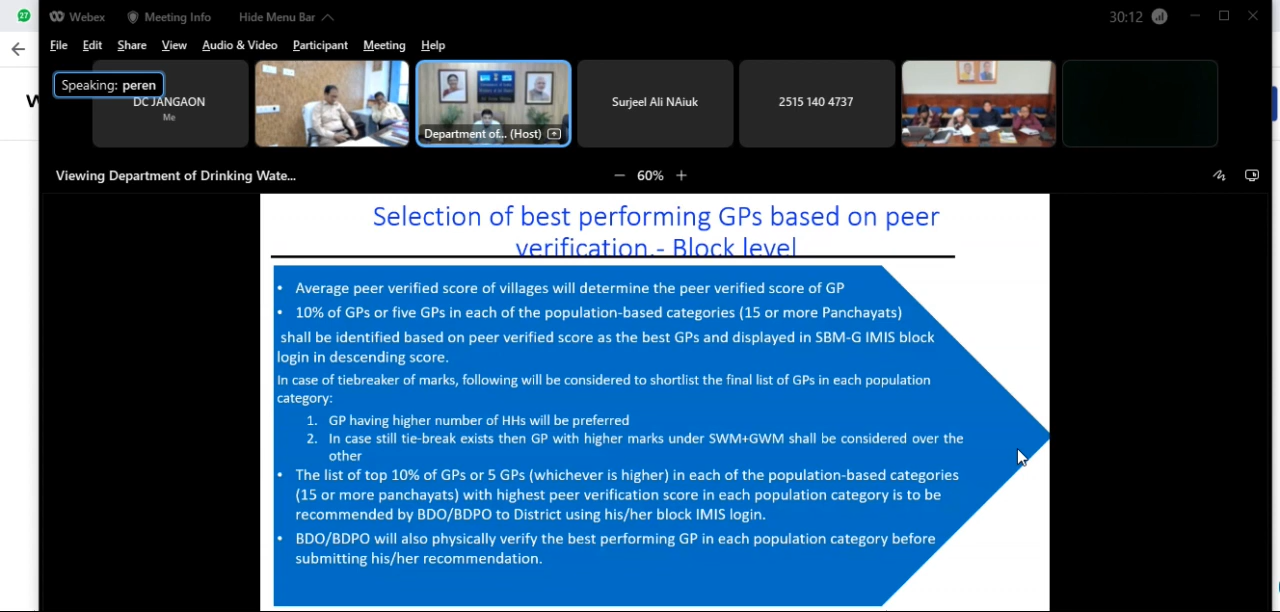 27
Webex
Meeting Info
Hide Menu Bar
30:12
File Edit Share View Audio & Video Participant Meeting Help
Speaking: peren
DC JANGAON
Me
Department of... (Host)
Surjeel Ali NAiuk
2515 140 4737
Viewing Department of Drinking Wate...
− 60% +
Selection of best performing GPs based on peer
verification.- Block level
• Average peer verified score of villages will determine the peer verified score of GP
• 10% of GPs or five GPs in each of the population-based categories (15 or more Panchayats)
shall be identified based on peer verified score as the best GPs and displayed in SBM-G IMIS block
login in descending score.
In case of tiebreaker of marks, following will be considered to shortlist the final list of GPs in each population
category:
1. GP having higher number of HHs will be preferred
2. In case still tie-break exists then GP with higher marks under SWM+GWM shall be considered over the
other
• The list of top 10% of GPs or 5 GPs (whichever is higher) in each of the population-based categories
(15 or more panchayats) with highest peer verification score in each population category is to be
recommended by BDO/BDPO to District using his/her block IMIS login.
• BDO/BDPO will also physically verify the best performing GP in each population category before
submitting his/her recommendation.